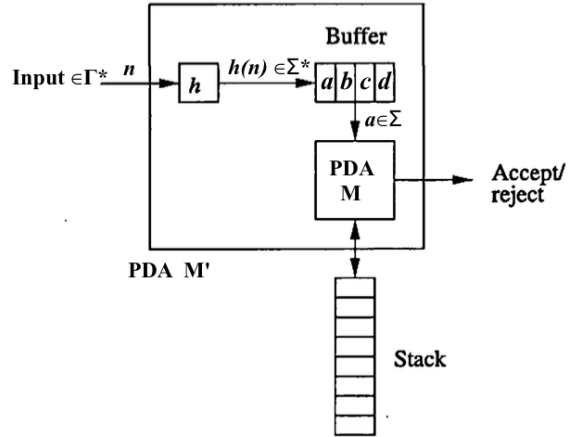 Buffer
Input ∈Γ* n
h
h(n) ∈Σ*
a b c d
a∈Σ
PDA
M
Accept/
reject
PDA M'
Stack